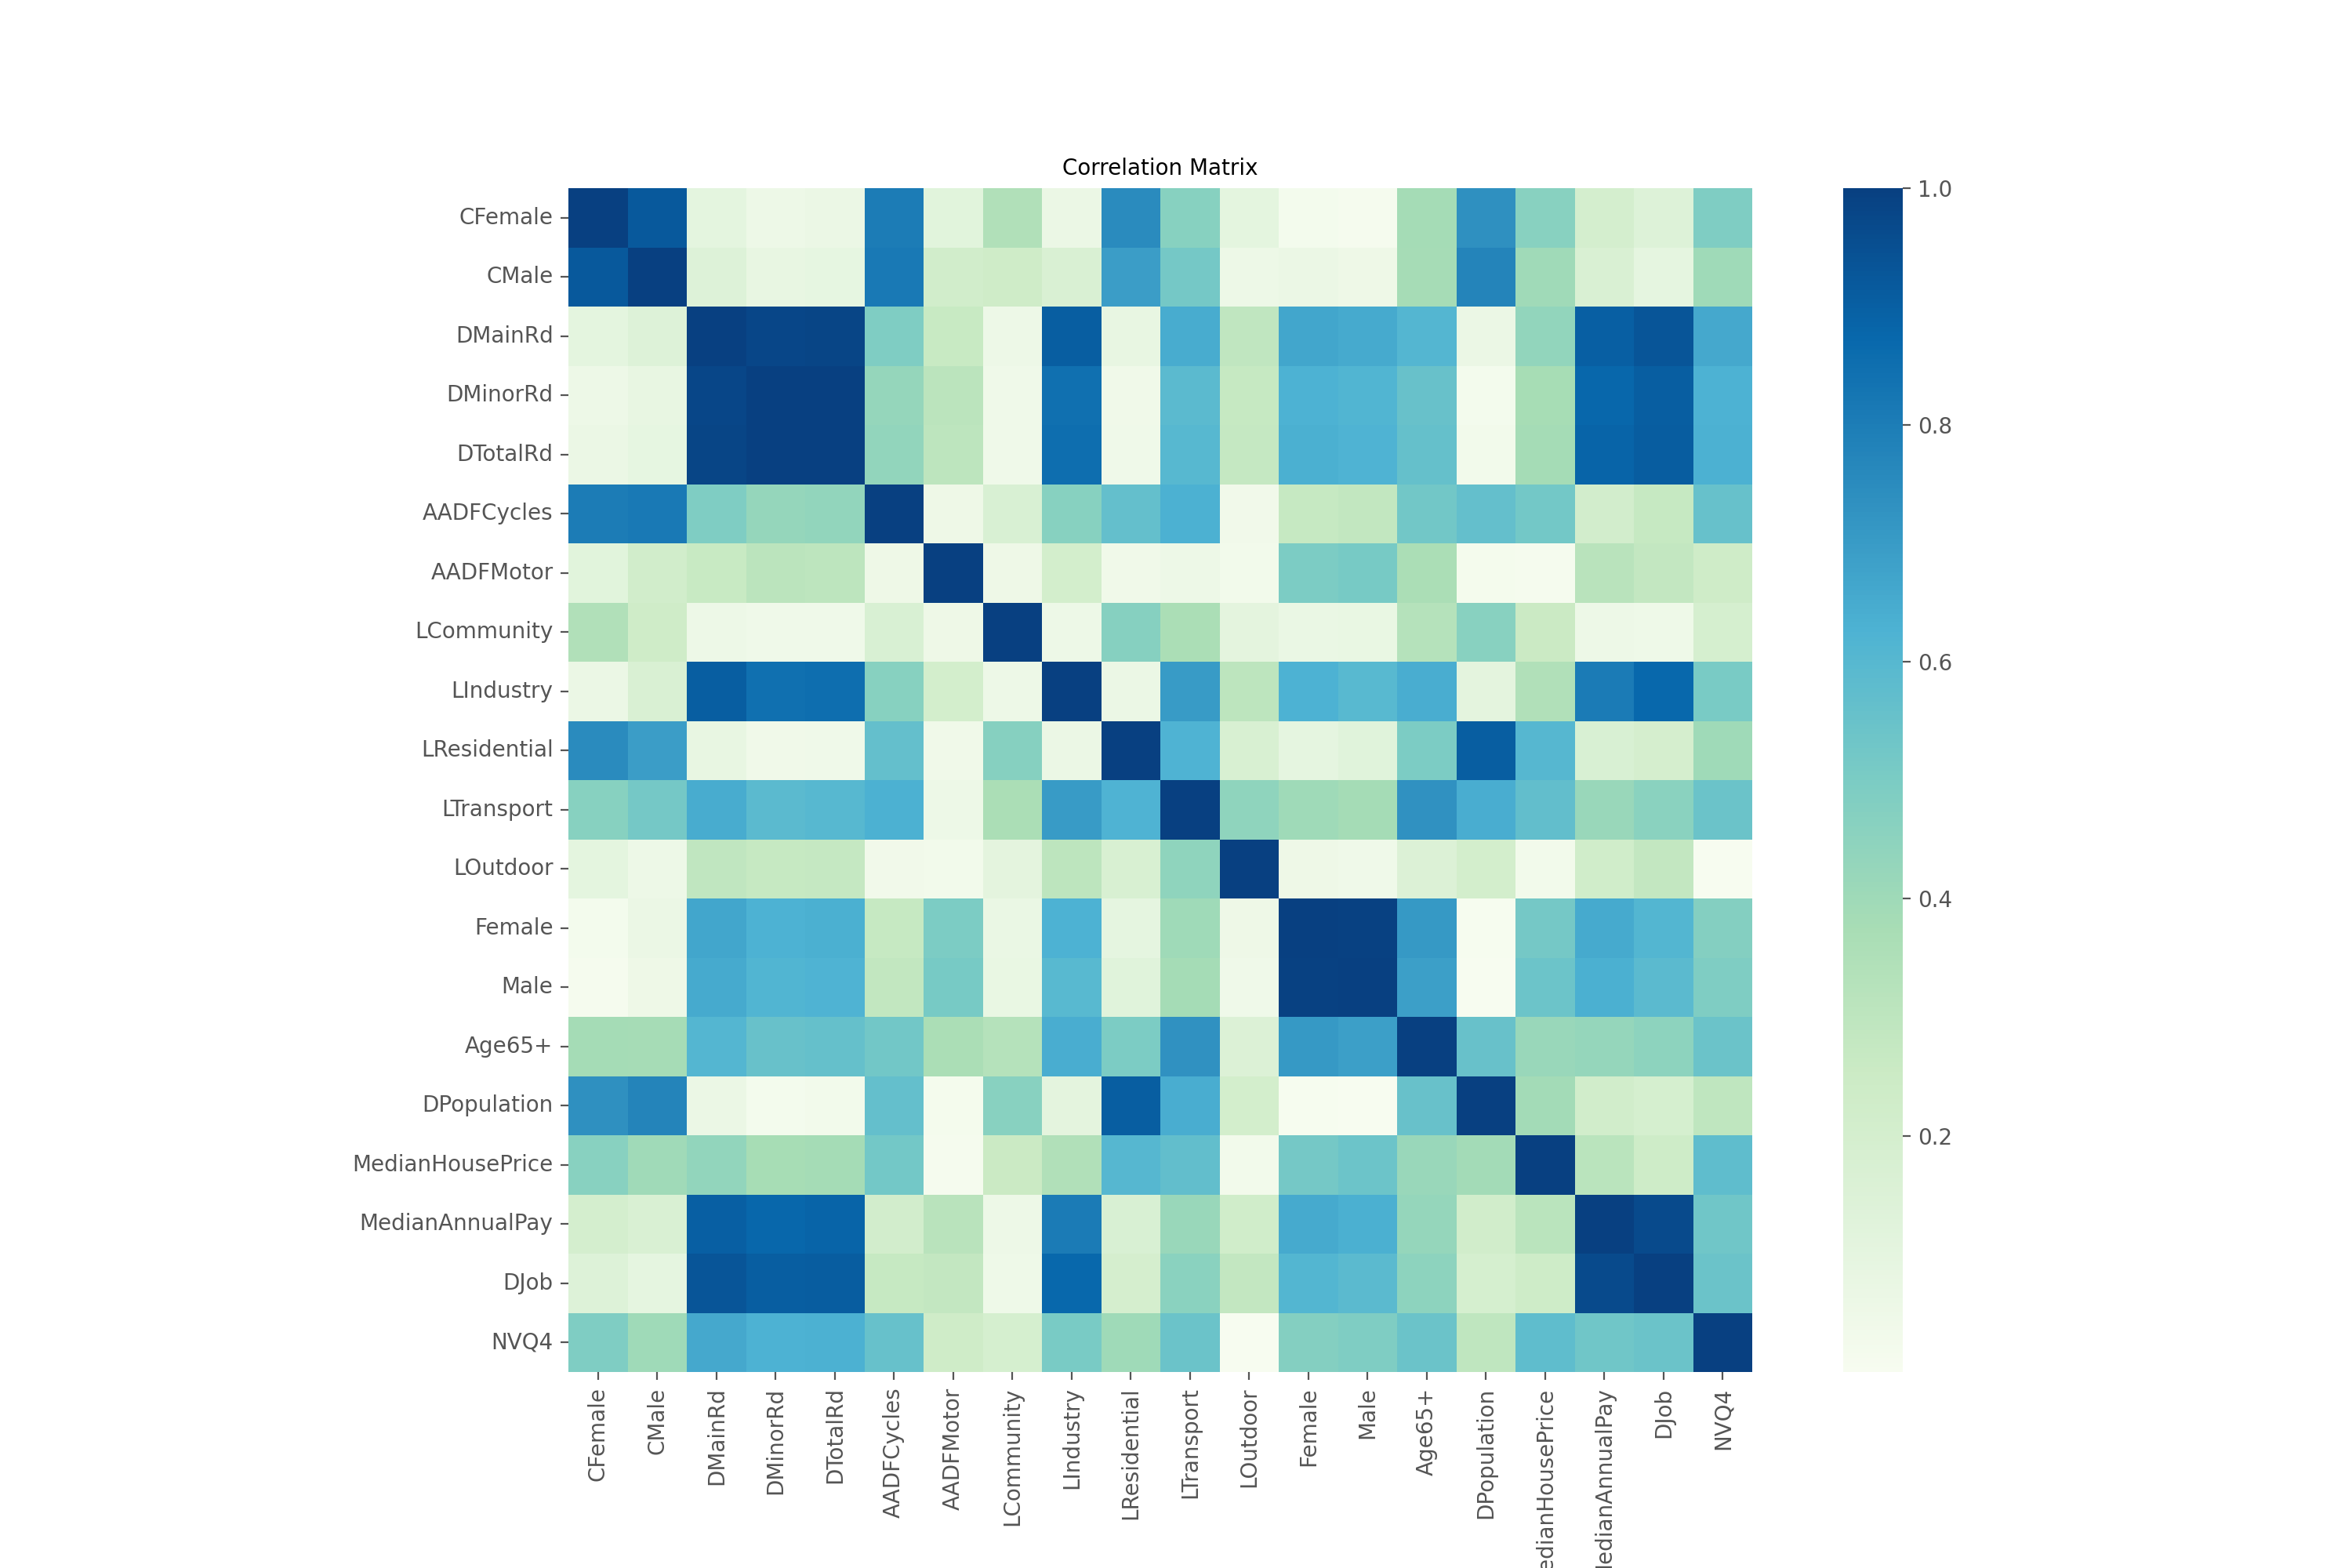 Correlation Matrix
CFemale
CMale
DMainRd
DMinorRd
DTotalRd
AADFCycles
AADFMotor
LCommunity
LIndustry
LResidential
LTransport
LOutdoor
Female
Male
Age65+
DPopulation
MedianHousePrice
MedianAnnualPay
DJob
NVQ4
1.0
0.8
0.6
0.4
0.2
CFemale
CMale
DMainRd
DMinorRd
DTotalRd
AADFCycles
AADFMotor
LCommunity
LIndustry
LResidential
LTransport
LOutdoor
Female
Male
Age65+
DPopulation
edianHousePrice
edianAnnualPay
DJob
NVQ4